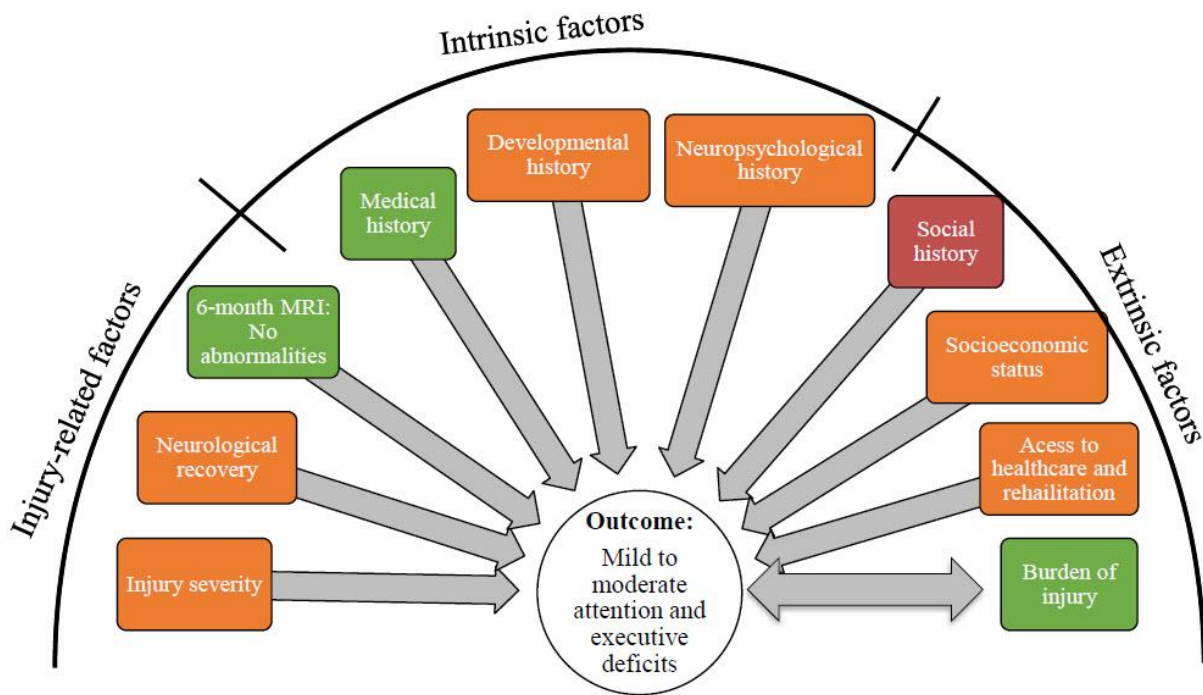 Intrinsic factors
Injury-related factors
Extrinsic factors
Developmental
history
Neuropsychological
history
Medical
history
Social
history
6-month MRI:
No
abnormalities
Socioeconomic
status
Neurological
recovery
Acess to
healthcare and
rehailitation
Injury severity
Outcome:
Mild to
moderate
attention and
executive
deficits
Burden of
injury